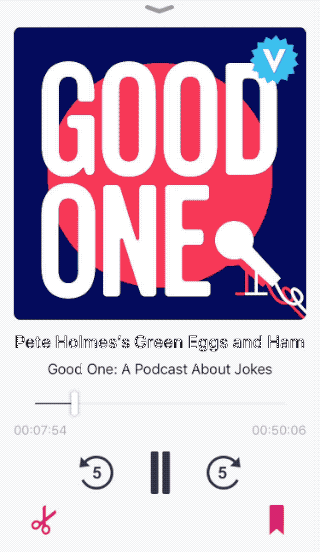 GOOD
V
ONE
Pete Holmes's Green Eggs and Ham
Good One: A Podcast About Jokes
00:07:54
00:50:06
5
5